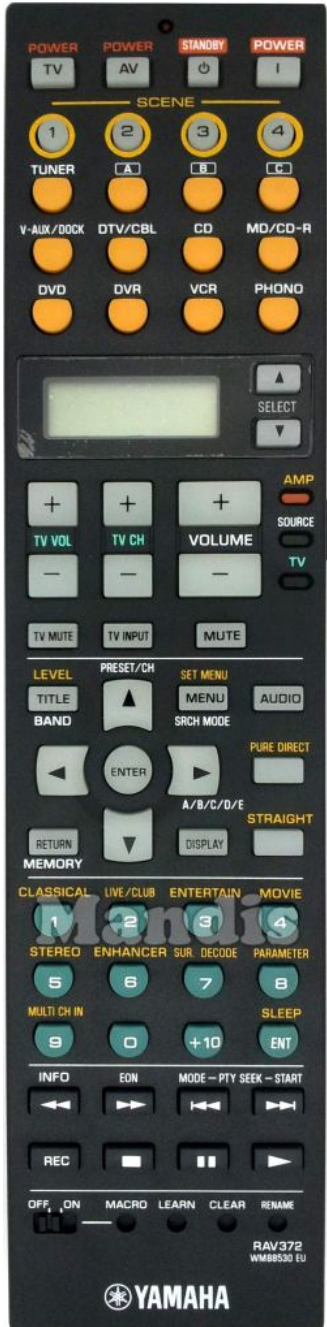 POWER POWER STANDBY POWER
TV AV I
SCENE
1 2 3 4
TUNER A B C
V-AUX/DOCK DTV/CBL CD MD/CD-R
DVD DVR VCR PHONO
SELECT
AMP
+ + +
SOURCE
TV VOL TV CH VOLUME
TV
− − −
TV MUTE TV INPUT MUTE
LEVEL PRESET/CH SET MENU
TITLE MENU AUDIO
BAND SRCH MODE
PURE DIRECT
ENTER
A/B/C/D/E
STRAIGHT
RETURN DISPLAY
MEMORY
CLASSICAL LIVE/CLUB ENTERTAIN MOVIE
1 2 3 4
Mandis
STEREO ENHANCER SUR. DECODE PARAMETER
5 6 7 8
MULTI CH IN SLEEP
9 0 +10 ENT
INFO EON MODE – PTY SEEK – START
REC
OFF ON MACRO LEARN CLEAR RENAME
RAV372
WM88530 EU
YAMAHA